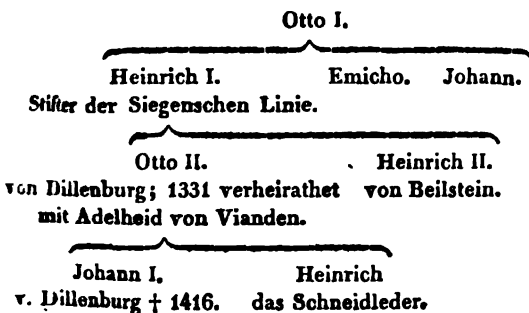 Otto I.
Heinrich I. Emicho. Johann.
Stifter der Siegenschen Linie.
Otto II. Heinrich II.
von Dillenburg; 1331 verheirathet von Beilstein.
mit Adelheid von Vianden.
Johann I. Heinrich
v. Dillenburg † 1416. das Schneidleder.